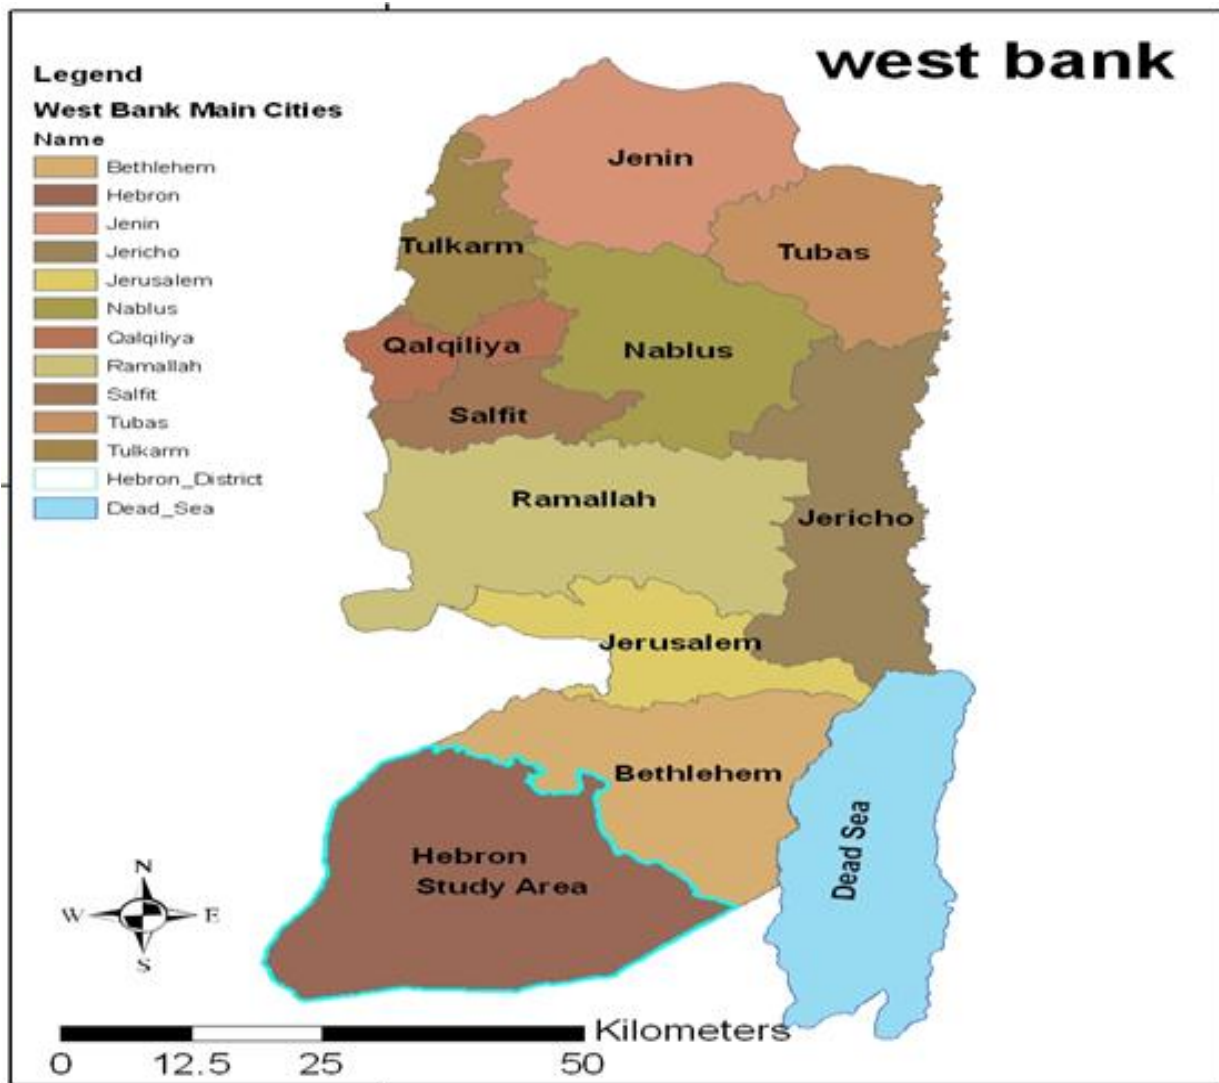 west bank
Legend
West Bank Main Cities
Name
Bethlehem
Hebron
Jenin
Jericho
Jerusalem
Nablus
Qalqiliya
Ramallah
Salfit
Tubas
Tulkarm
Hebron_District
Dead_Sea
Jenin
Tulkarm
Tubas
Qalqiliya
Nablus
Salfit
Ramallah
Jericho
Jerusalem
Bethlehem
Dead Sea
Hebron
Study Area
N
W E
S
Kilometers
0 12.5 25 50